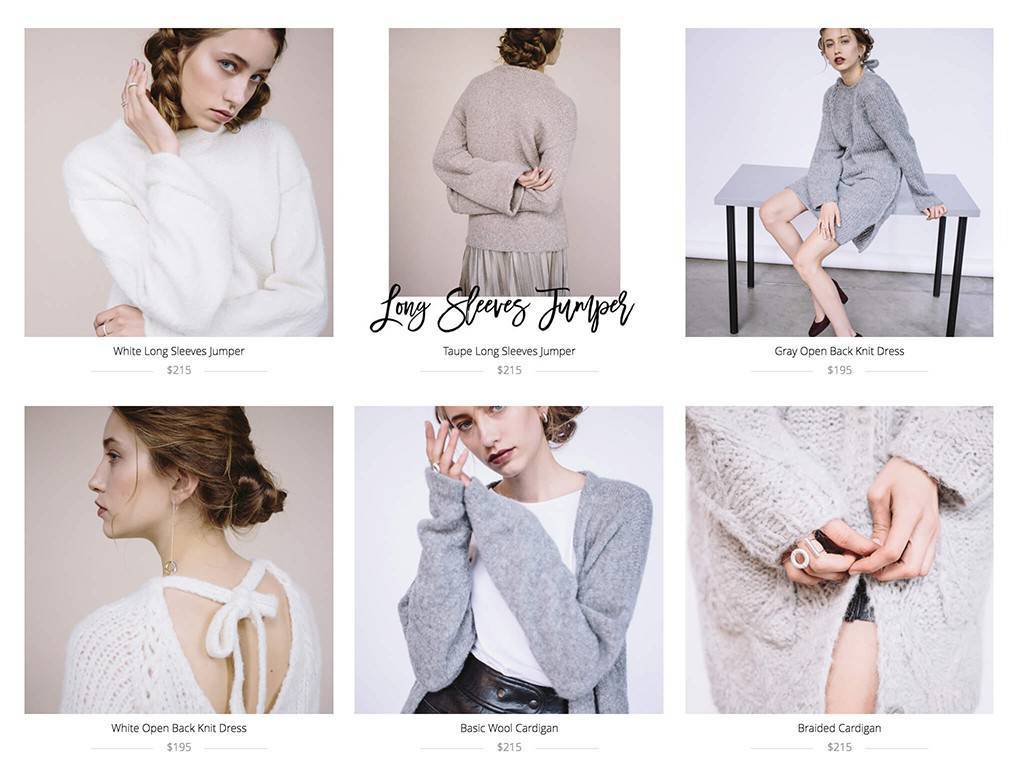 Long Sleeves Jumper
White Long Sleeves Jumper
$215
Taupe Long Sleeves Jumper
$215
Gray Open Back Knit Dress
$195
White Open Back Knit Dress
$195
Basic Wool Cardigan
$215
Braided Cardigan
$215